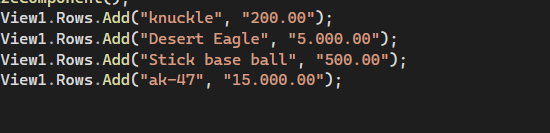 View1.Rows.Add("knuckle", "200.00");
View1.Rows.Add("Desert Eagle", "5.000.00");
View1.Rows.Add("Stick base ball", "500.00");
View1.Rows.Add("ak-47", "15.000.00");